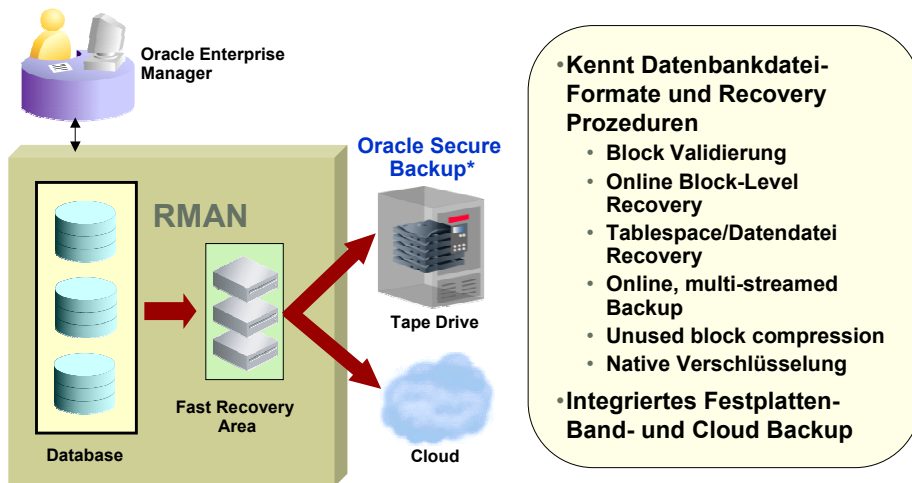 Oracle Enterprise
Manager
RMAN
Database
Fast Recovery
Area
Oracle Secure
Backup*
Tape Drive
Cloud
•Kennt Datenbankdatei-
Formate und Recovery
Prozeduren
• Block Validierung
• Online Block-Level
Recovery
• Tablespace/Datendatei
Recovery
• Online, multi-streamed
Backup
• Unused block compression
• Native Verschlüsselung
•Integriertes Festplatten-
Band- und Cloud Backup